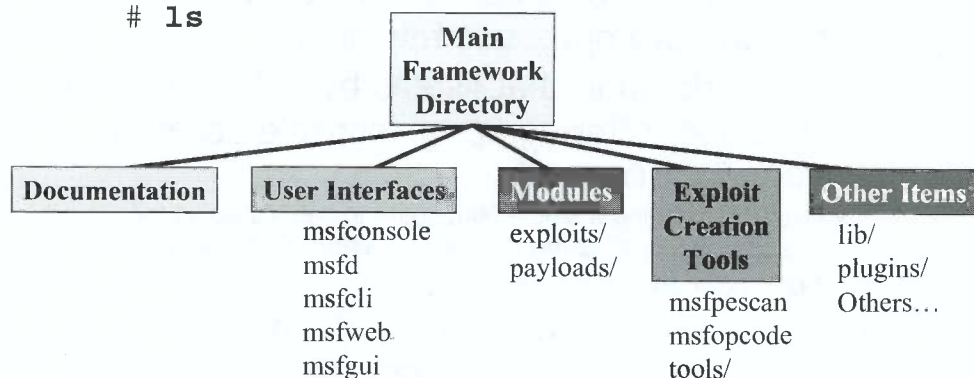 # ls
Main
Framework
Directory
Documentation
User Interfaces
msfconsole
msfd
msfcli
msfweb
msfgui
Modules
exploits/
payloads/
Exploit
Creation
Tools
msfpescan
msfopcode
tools/
Other Items
lib/
plugins/
Others...